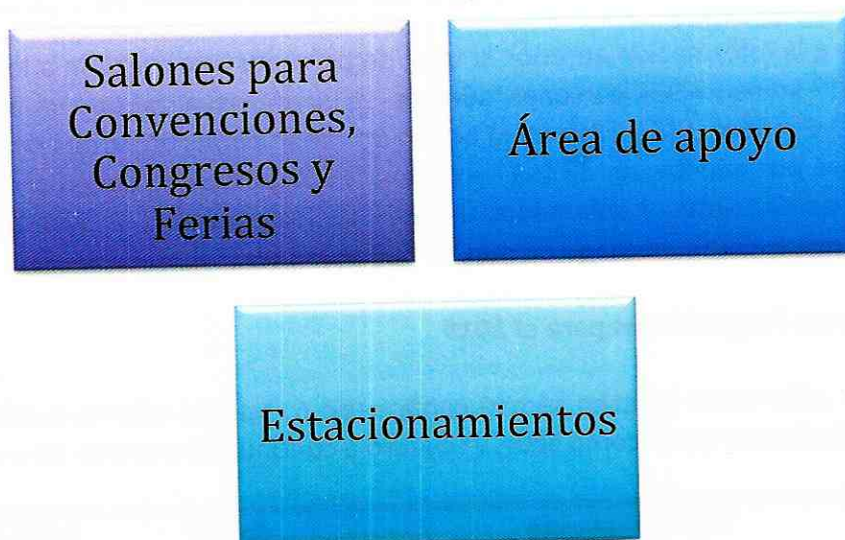 Salones para
Convenciones,
Congresos y
Ferias
Área de apoyo
Estacionamientos